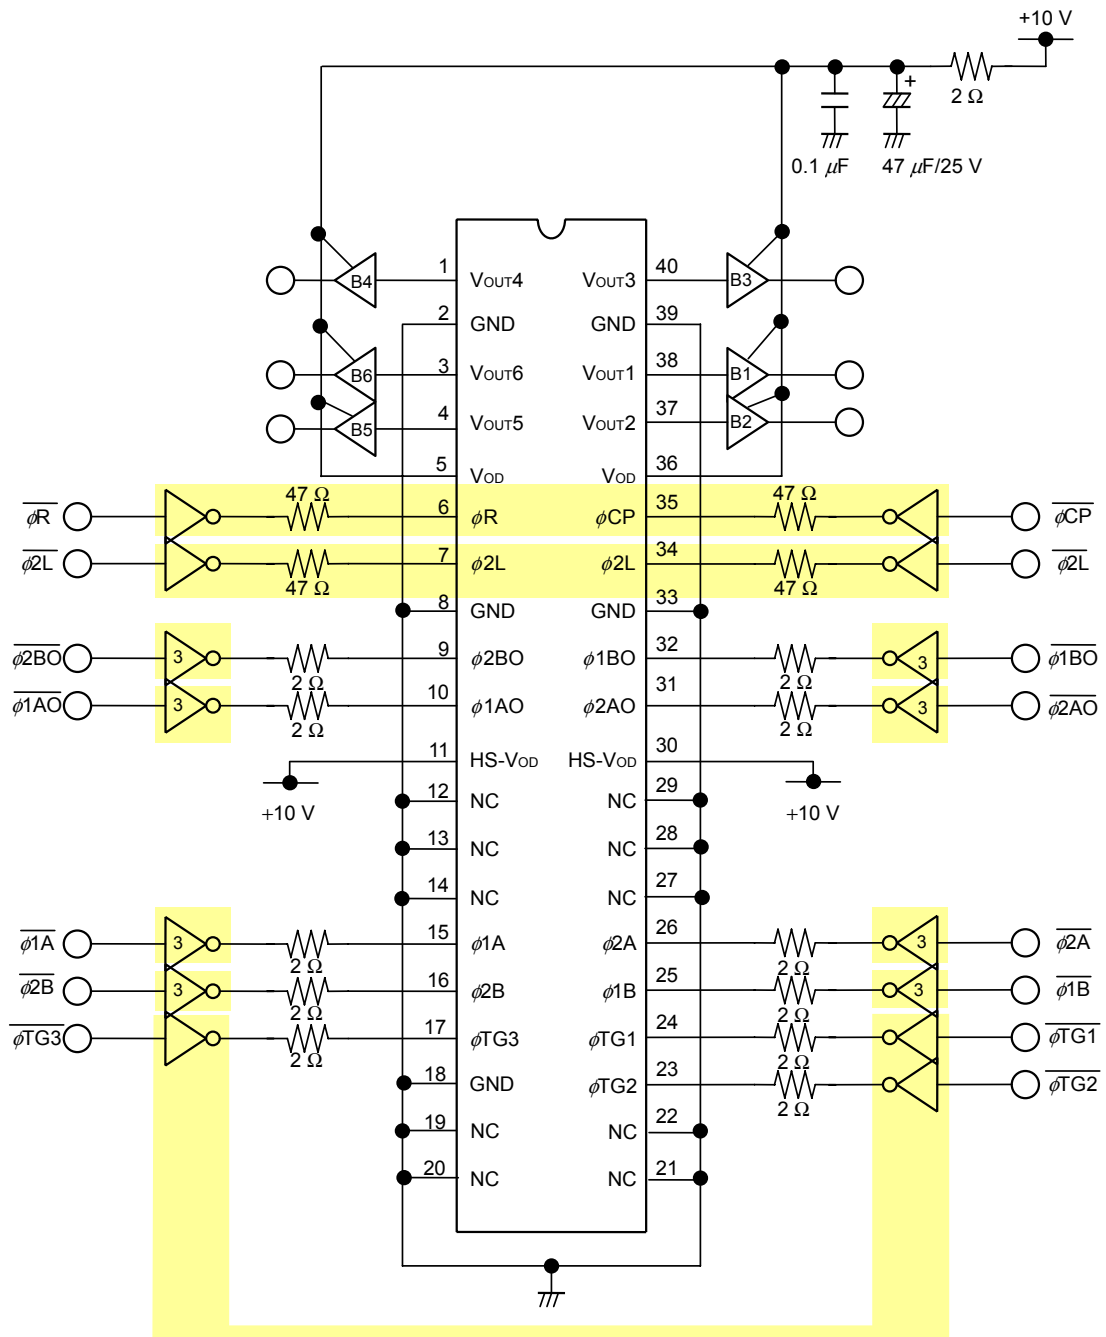 +10 V
+
2 Ω
0.1 μF 47 μF/25 V
B4 1 VOUT4 VOUT3 40 B3
2 GND GND 39
B6 3 VOUT6 VOUT1 38 B1
B5 4 VOUT5 VOUT2 37 B2
5 VOD VOD 36
φR 47 Ω 6 φR φCP 35 47 Ω φCP
φ2L 47 Ω 7 φ2L φ2L 34 47 Ω φ2L
8 GND GND 33
φ2BO 3 2 Ω 9 φ2BO φ1BO 32 2 Ω 3 φ1BO
φ1AO 3 2 Ω 10 φ1AO φ2AO 31 2 Ω 3 φ2AO
11 HS-VOD HS-VOD 30
+10 V +10 V
12 NC NC 29
13 NC NC 28
14 NC NC 27
φ1A 3 2 Ω 15 φ1A φ2A 26 2 Ω 3 φ2A
φ2B 3 2 Ω 16 φ2B φ1B 25 2 Ω 3 φ1B
φTG3 2 Ω 17 φTG3 φTG1 24 2 Ω φTG1
18 GND φTG2 23 2 Ω φTG2
19 NC NC 22
20 NC NC 21